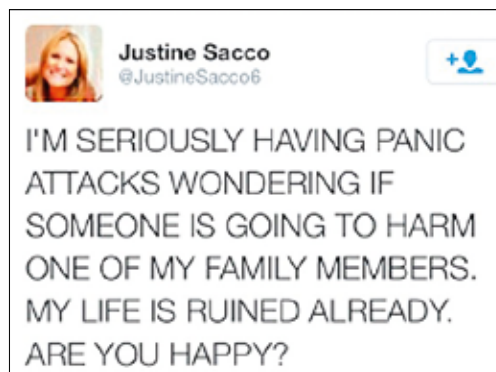 Justine Sacco
@JustineSacco6
I'M SERIOUSLY HAVING PANIC
ATTACKS WONDERING IF
SOMEONE IS GOING TO HARM
ONE OF MY FAMILY MEMBERS.
MY LIFE IS RUINED ALREADY.
ARE YOU HAPPY?